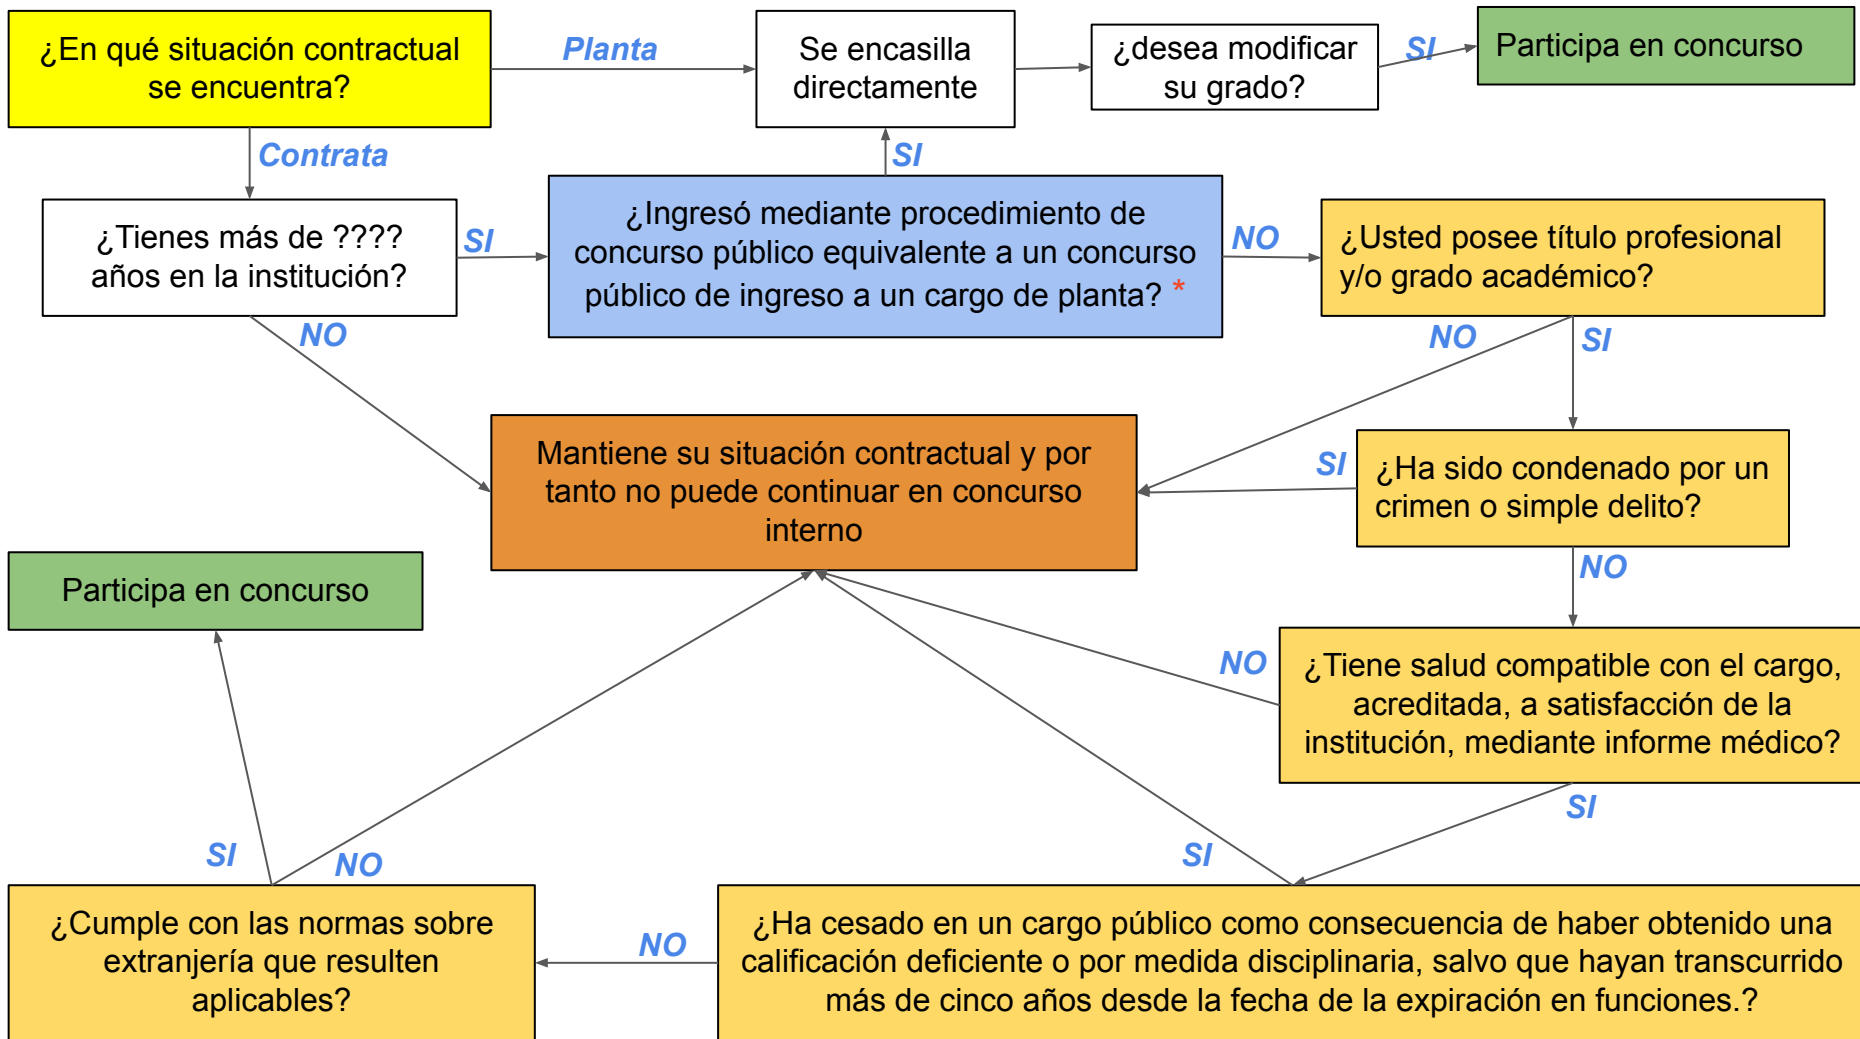 ¿En qué situación contractual
se encuentra?
Planta
Se encasilla
directamente
¿desea modificar
su grado?
SI
Participa en concurso
Contrata
SI
¿Tienes más de ????
años en la institución?
SI
¿Ingresó mediante procedimiento de
concurso público equivalente a un concurso
público de ingreso a un cargo de planta? *
NO
¿Usted posee título profesional
y/o grado académico?
NO
NO
SI
Mantiene su situación contractual y por
tanto no puede continuar en concurso
interno
SI
¿Ha sido condenado por un
crimen o simple delito?
NO
Participa en concurso
NO
¿Tiene salud compatible con el cargo,
acreditada, a satisfacción de la
institución, mediante informe médico?
SI
SI
NO
SI
¿Cumple con las normas sobre
extranjería que resulten
aplicables?
NO
¿Ha cesado en un cargo público como consecuencia de haber obtenido una
calificación deficiente o por medida disciplinaria, salvo que hayan transcurrido
más de cinco años desde la fecha de la expiración en funciones.?